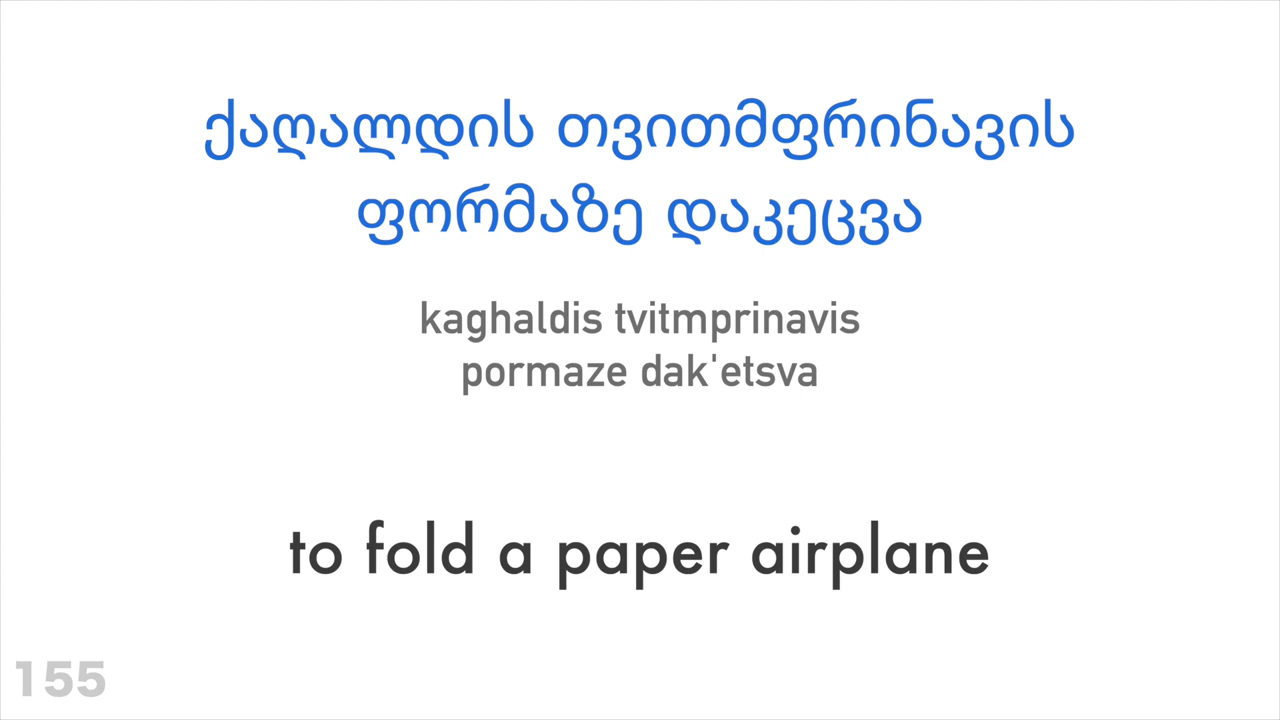 ქაღალდის თვითმფრინავის
ფორმაზე დაკეცვა
kaghaldis tvitmprinavis
pormaze dak'etsva
to fold a paper airplane
155